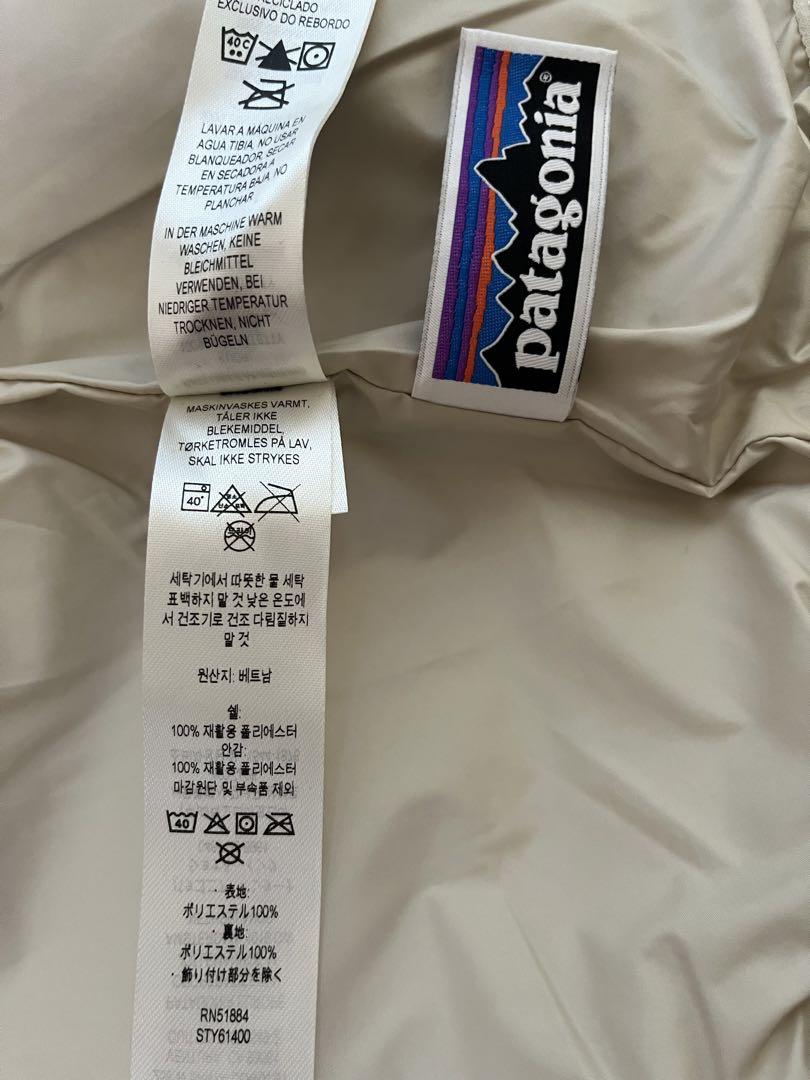 EXCLUSIVO DO REBORDO
40 C
LAVAR A MAQUINA EN
AGUA TIBIA, NO USAR
BLANQUEADOR, SECAR
EN SECADORA A
TEMPERATURA BAJA, NO
PLANCHAR
IN DER MASCHINE WARM
WASCHEN, KEINE
BLEICHMITTEL
VERWENDEN, BEI
NIEDRIGER TEMPERATUR
TROCKNEN, NICHT
BÜGELN
patagonia®
MASKINVASKES VARMT,
TÅLER IKKE
BLEKEMIDDEL,
TØRKETROMLES PÅ LAV,
SKAL IKKE STRYKES
40°
세탁기에서 따뜻한 물 세탁
표백하지 말 것 낮은 온도에
서 건조기로 건조 다림질하지
말 것
원산지: 베트남
쉘:
100% 재활용 폴리에스터
안감:
100% 재활용 폴리에스터
마감원단 및 부속품 제외
40
・表地:
ポリエステル100%
・裏地:
ポリエステル100%
・飾り付け部分を除く
RN51884
STY61400